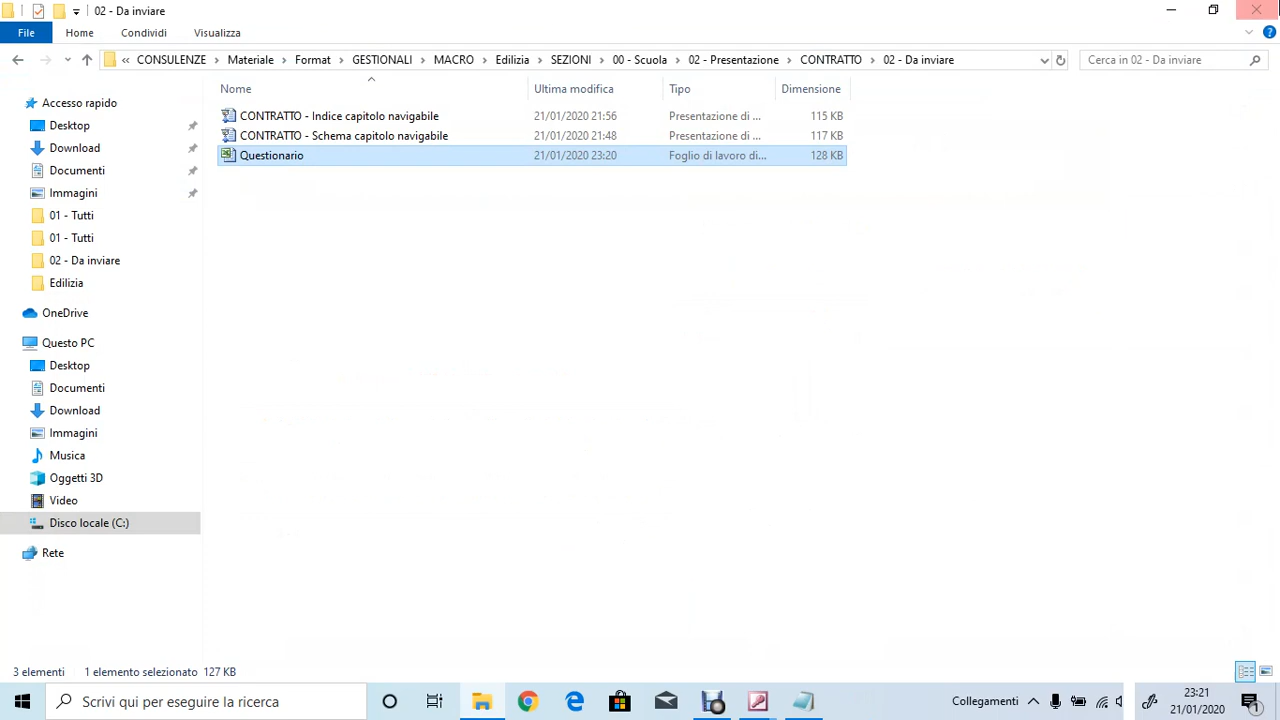 02 - Da inviare
File Home Condividi Visualizza
« CONSULENZE > Materiale > Format > GESTIONALI > MACRO > Edilizia > SEZIONI > 00 - Scuola > 02 - Presentazione > CONTRATTO > 02 - Da inviare
Cerca in 02 - Da inviare
Nome Ultima modifica Tipo Dimensione
CONTRATTO - Indice capitolo navigabile 21/01/2020 21:56 Presentazione di ... 115 KB
CONTRATTO - Schema capitolo navigabile 21/01/2020 21:48 Presentazione di ... 117 KB
Questionario 21/01/2020 23:20 Foglio di lavoro di... 128 KB
Accesso rapido
Desktop
Download
Documenti
Immagini
01 - Tutti
01 - Tutti
02 - Da inviare
Edilizia
OneDrive
Questo PC
Desktop
Documenti
Download
Immagini
Musica
Oggetti 3D
Video
Disco locale (C:)
Rete
3 elementi 1 elemento selezionato 127 KB
Scrivi qui per eseguire la ricerca
Collegamenti
23:21
21/01/2020
1